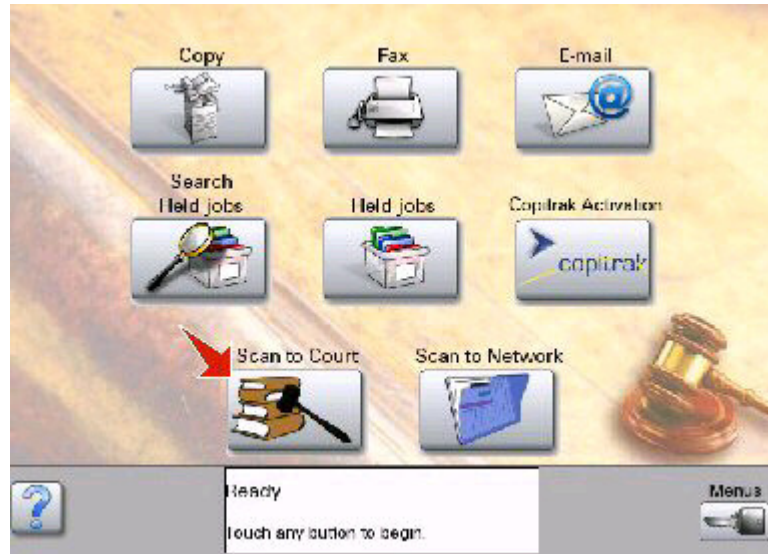 Copy
Fax
E-mail
Search
Held jobs
Held jobs
Copitrak Activation
copitrak
Scan to Court
Scan to Network
Ready
Touch any button to begin.
Menus